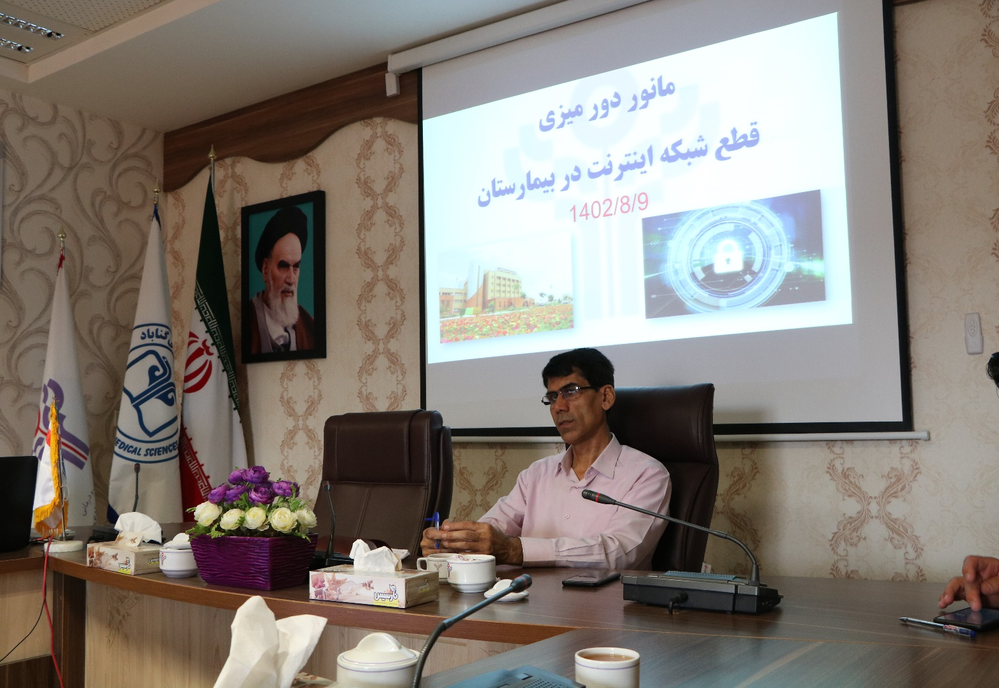 مانور دور میزی
قطع شبکه اینترنت در بیمارستان
1402/8/9
گناباد
MEDICAL SCIENCES